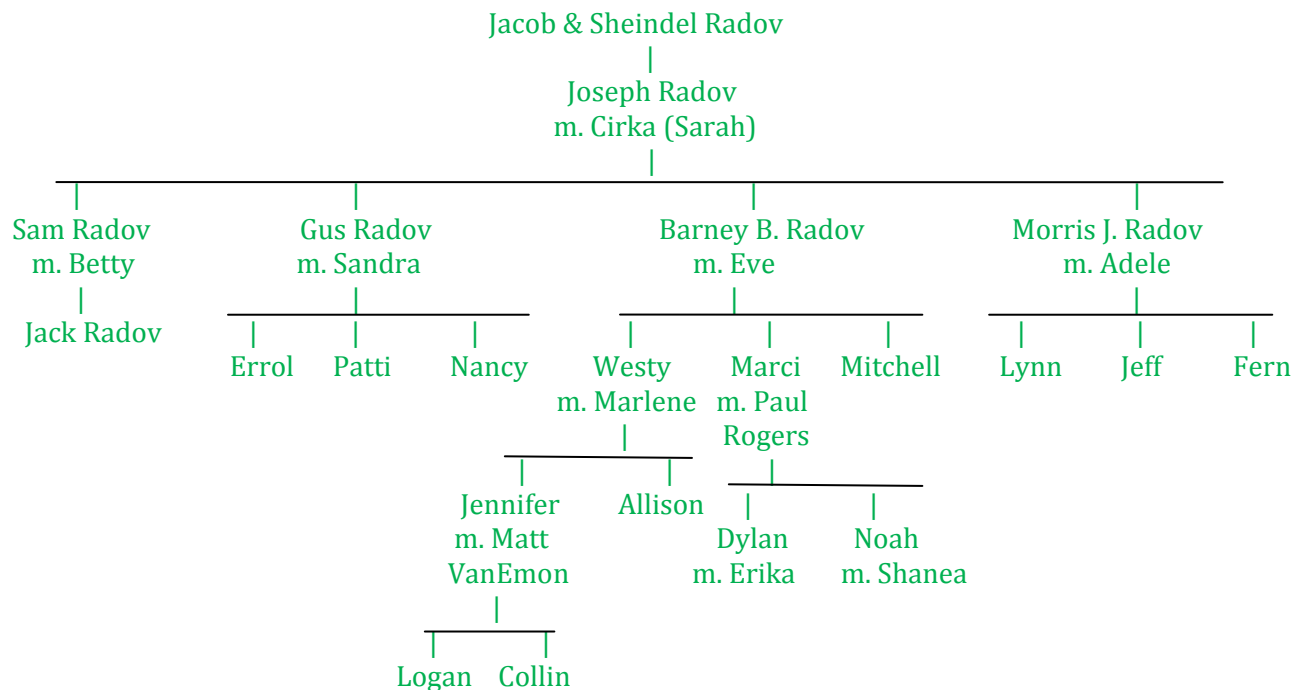 Jacob & Sheindel Radov
Joseph Radov
m. Cirka (Sarah)
Sam Radov
m. Betty
Gus Radov
m. Sandra
Barney B. Radov
m. Eve
Morris J. Radov
m. Adele
Jack Radov
Errol
Patti
Nancy
Westy
m. Marlene
Marci
m. Paul
Rogers
Mitchell
Lynn
Jeff
Fern
Jennifer
m. Matt
VanEmon
Allison
Dylan
m. Erika
Noah
m. Shanea
Logan
Collin